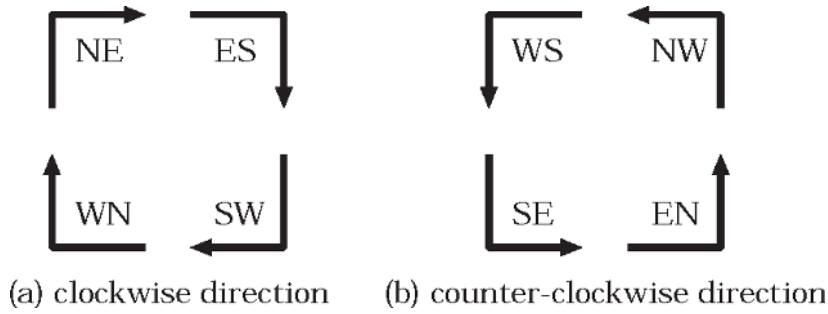 NE ES WS NW
WN SW SE EN
(a) clockwise direction (b) counter-clockwise direction